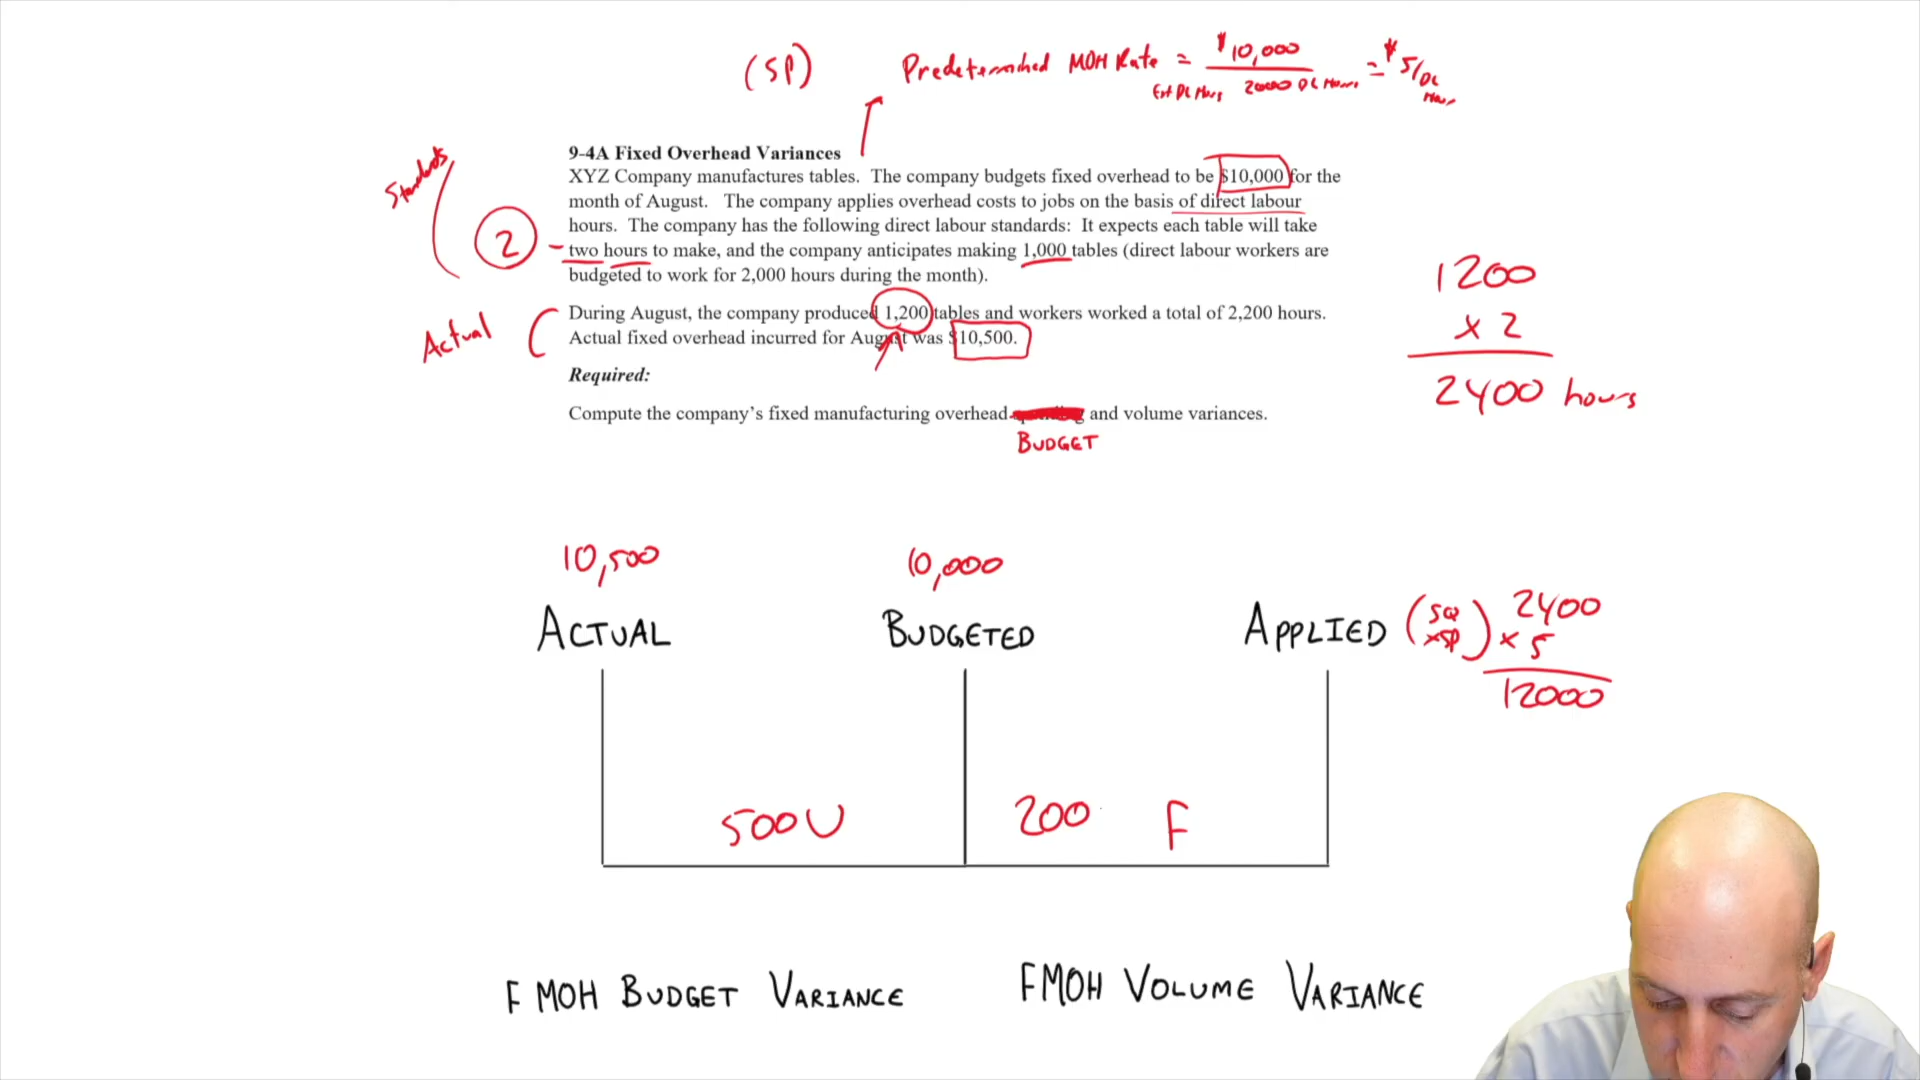 (SP) Predetermined MOH Rate = $10,000 / Est DL Hours 2000 DL Hours = $5/DL Hour
9-4A Fixed Overhead Variances
XYZ Company manufactures tables. The company budgets fixed overhead to be $10,000 for the
month of August. The company applies overhead costs to jobs on the basis of direct labour
hours. The company has the following direct labour standards: It expects each table will take
two hours to make, and the company anticipates making 1,000 tables (direct labour workers are
budgeted to work for 2,000 hours during the month).
Standards
2
During August, the company produced 1,200 tables and workers worked a total of 2,200 hours.
Actual fixed overhead incurred for August was $10,500.
Actual
Required:
Compute the company's fixed manufacturing overhead and volume variances.
BUDGET
1200
x 2
2400 hours
10,500
10,000
ACTUAL
BUDGETED
APPLIED (SQ x SP)
2400
x 5
12000
500U
200 F
F MOH BUDGET VARIANCE
FMOH VOLUME VARIANCE